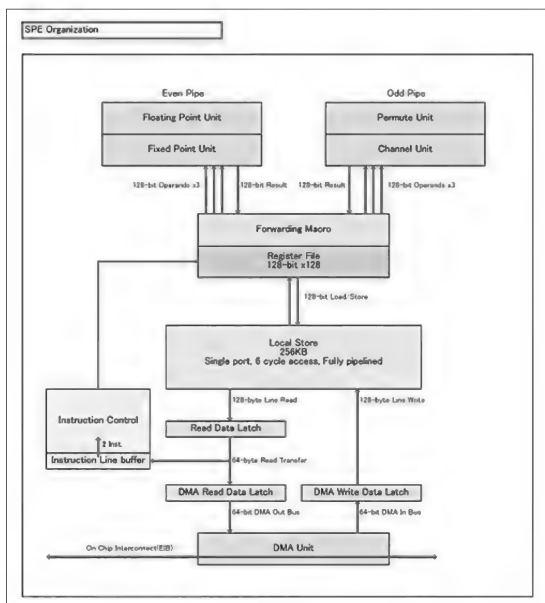 SPE Organization
Even Pipe
Odd Pipe
Floating Point Unit
Permute Unit
Fixed Point Unit
Channel Unit
128-bit Operands x3
128-bit Result
128-bit Result
128-bit Operands x3
Forwarding Macro
Register File
128-bit x128
128-bit Load/Store
Local Store
256KB
Single port, 6 cycle access, Fully pipelined
128-byte Line Read
128-byte Line Write
Instruction Control
Read Data Latch
2 Inst.
Instruction Line buffer
64-byte Read Transfer
DMA Read Data Latch
DMA Write Data Latch
64-bit DMA Out Bus
64-bit DMA In Bus
On Chip Interconnect(EIB)
DMA Unit